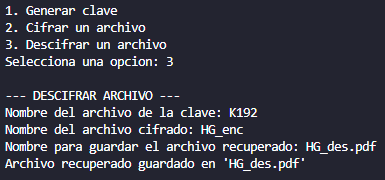 1. Generar clave
2. Cifrar un archivo
3. Descifrar un archivo
Selecciona una opcion: 3
--- DESCIFRAR ARCHIVO ---
Nombre del archivo de la clave: K192
Nombre del archivo cifrado: HG_enc
Nombre para guardar el archivo recuperado: HG_des.pdf
Archivo recuperado guardado en 'HG_des.pdf'